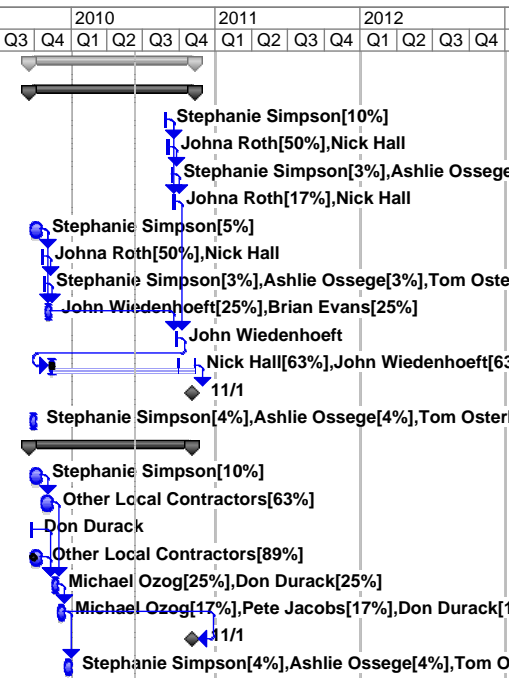 2010 2011 2012
Q3 Q4 Q1 Q2 Q3 Q4 Q1 Q2 Q3 Q4 Q1 Q2 Q3 Q4
Stephanie Simpson[10%]
Johna Roth[50%],Nick Hall
Stephanie Simpson[3%],Ashlie Ossege
Johna Roth[17%],Nick Hall
Stephanie Simpson[5%]
Johna Roth[50%],Nick Hall
Stephanie Simpson[3%],Ashlie Ossege[3%],Tom Oste
John Wiedenhoeft[25%],Brian Evans[25%]
John Wiedenhoeft
Nick Hall[63%],John Wiedenhoeft[63
11/1
Stephanie Simpson[4%],Ashlie Ossege[4%],Tom Oster
Stephanie Simpson[10%]
Other Local Contractors[63%]
Don Durack
Other Local Contractors[89%]
Michael Ozog[25%],Don Durack[25%]
Michael Ozog[17%],Pete Jacobs[17%],Don Durack[1
11/1
Stephanie Simpson[4%],Ashlie Ossege[4%],Tom O